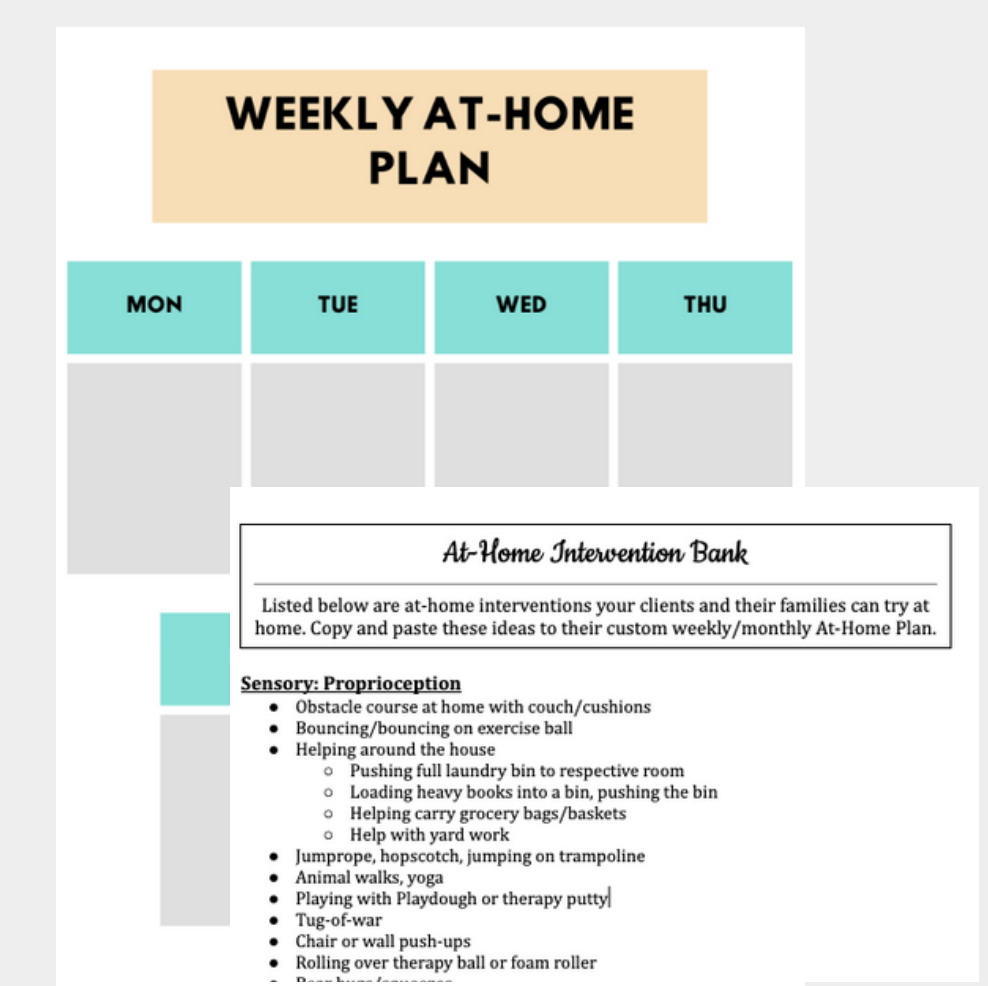 WEEKLY AT-HOME
PLAN
MON
TUE
WED
THU
At-Home Intervention Bank
Listed below are at-home interventions your clients and their families can try at
home. Copy and paste these ideas to their custom weekly/monthly At-Home Plan.
Sensory: Proprioception
● Obstacle course at home with couch/cushions
● Bouncing/bouncing on exercise ball
● Helping around the house
○ Pushing full laundry bin to respective room
○ Loading heavy books into a bin, pushing the bin
○ Helping carry grocery bags/baskets
○ Help with yard work
● Jumprope, hopscotch, jumping on trampoline
● Animal walks, yoga
● Playing with Playdough or therapy putty
● Tug-of-war
● Chair or wall push-ups
● Rolling over therapy ball or foam roller